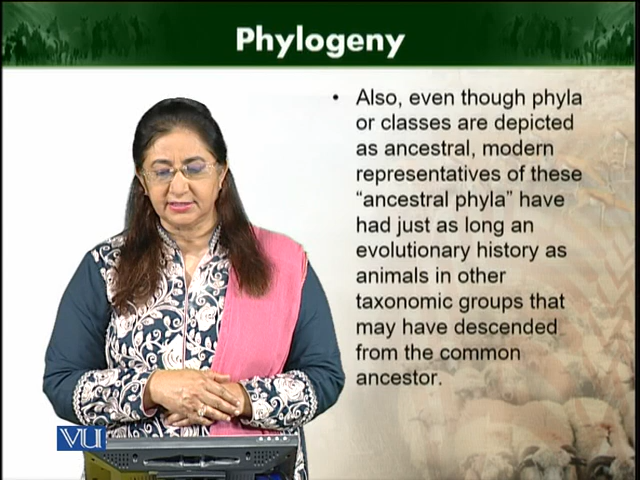 Phylogeny
• Also, even though phyla
or classes are depicted
as ancestral, modern
representatives of these
“ancestral phyla” have
had just as long an
evolutionary history as
animals in other
taxonomic groups that
may have descended
from the common
ancestor.
VU